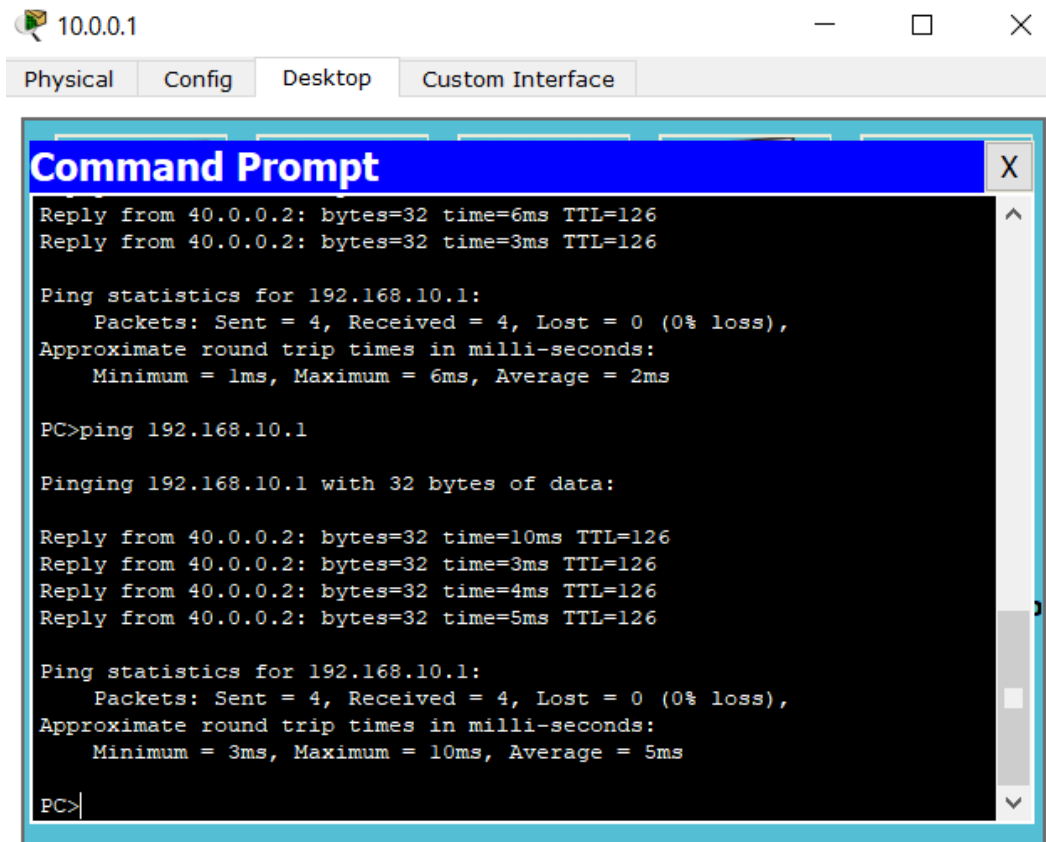 10.0.0.1
Physical Config Desktop Custom Interface
Command Prompt X
Reply from 40.0.0.2: bytes=32 time=6ms TTL=126
Reply from 40.0.0.2: bytes=32 time=3ms TTL=126
Ping statistics for 192.168.10.1:
Packets: Sent = 4, Received = 4, Lost = 0 (0% loss),
Approximate round trip times in milli-seconds:
Minimum = 1ms, Maximum = 6ms, Average = 2ms
PC>ping 192.168.10.1
Pinging 192.168.10.1 with 32 bytes of data:
Reply from 40.0.0.2: bytes=32 time=10ms TTL=126
Reply from 40.0.0.2: bytes=32 time=3ms TTL=126
Reply from 40.0.0.2: bytes=32 time=4ms TTL=126
Reply from 40.0.0.2: bytes=32 time=5ms TTL=126
Ping statistics for 192.168.10.1:
Packets: Sent = 4, Received = 4, Lost = 0 (0% loss),
Approximate round trip times in milli-seconds:
Minimum = 3ms, Maximum = 10ms, Average = 5ms
PC>